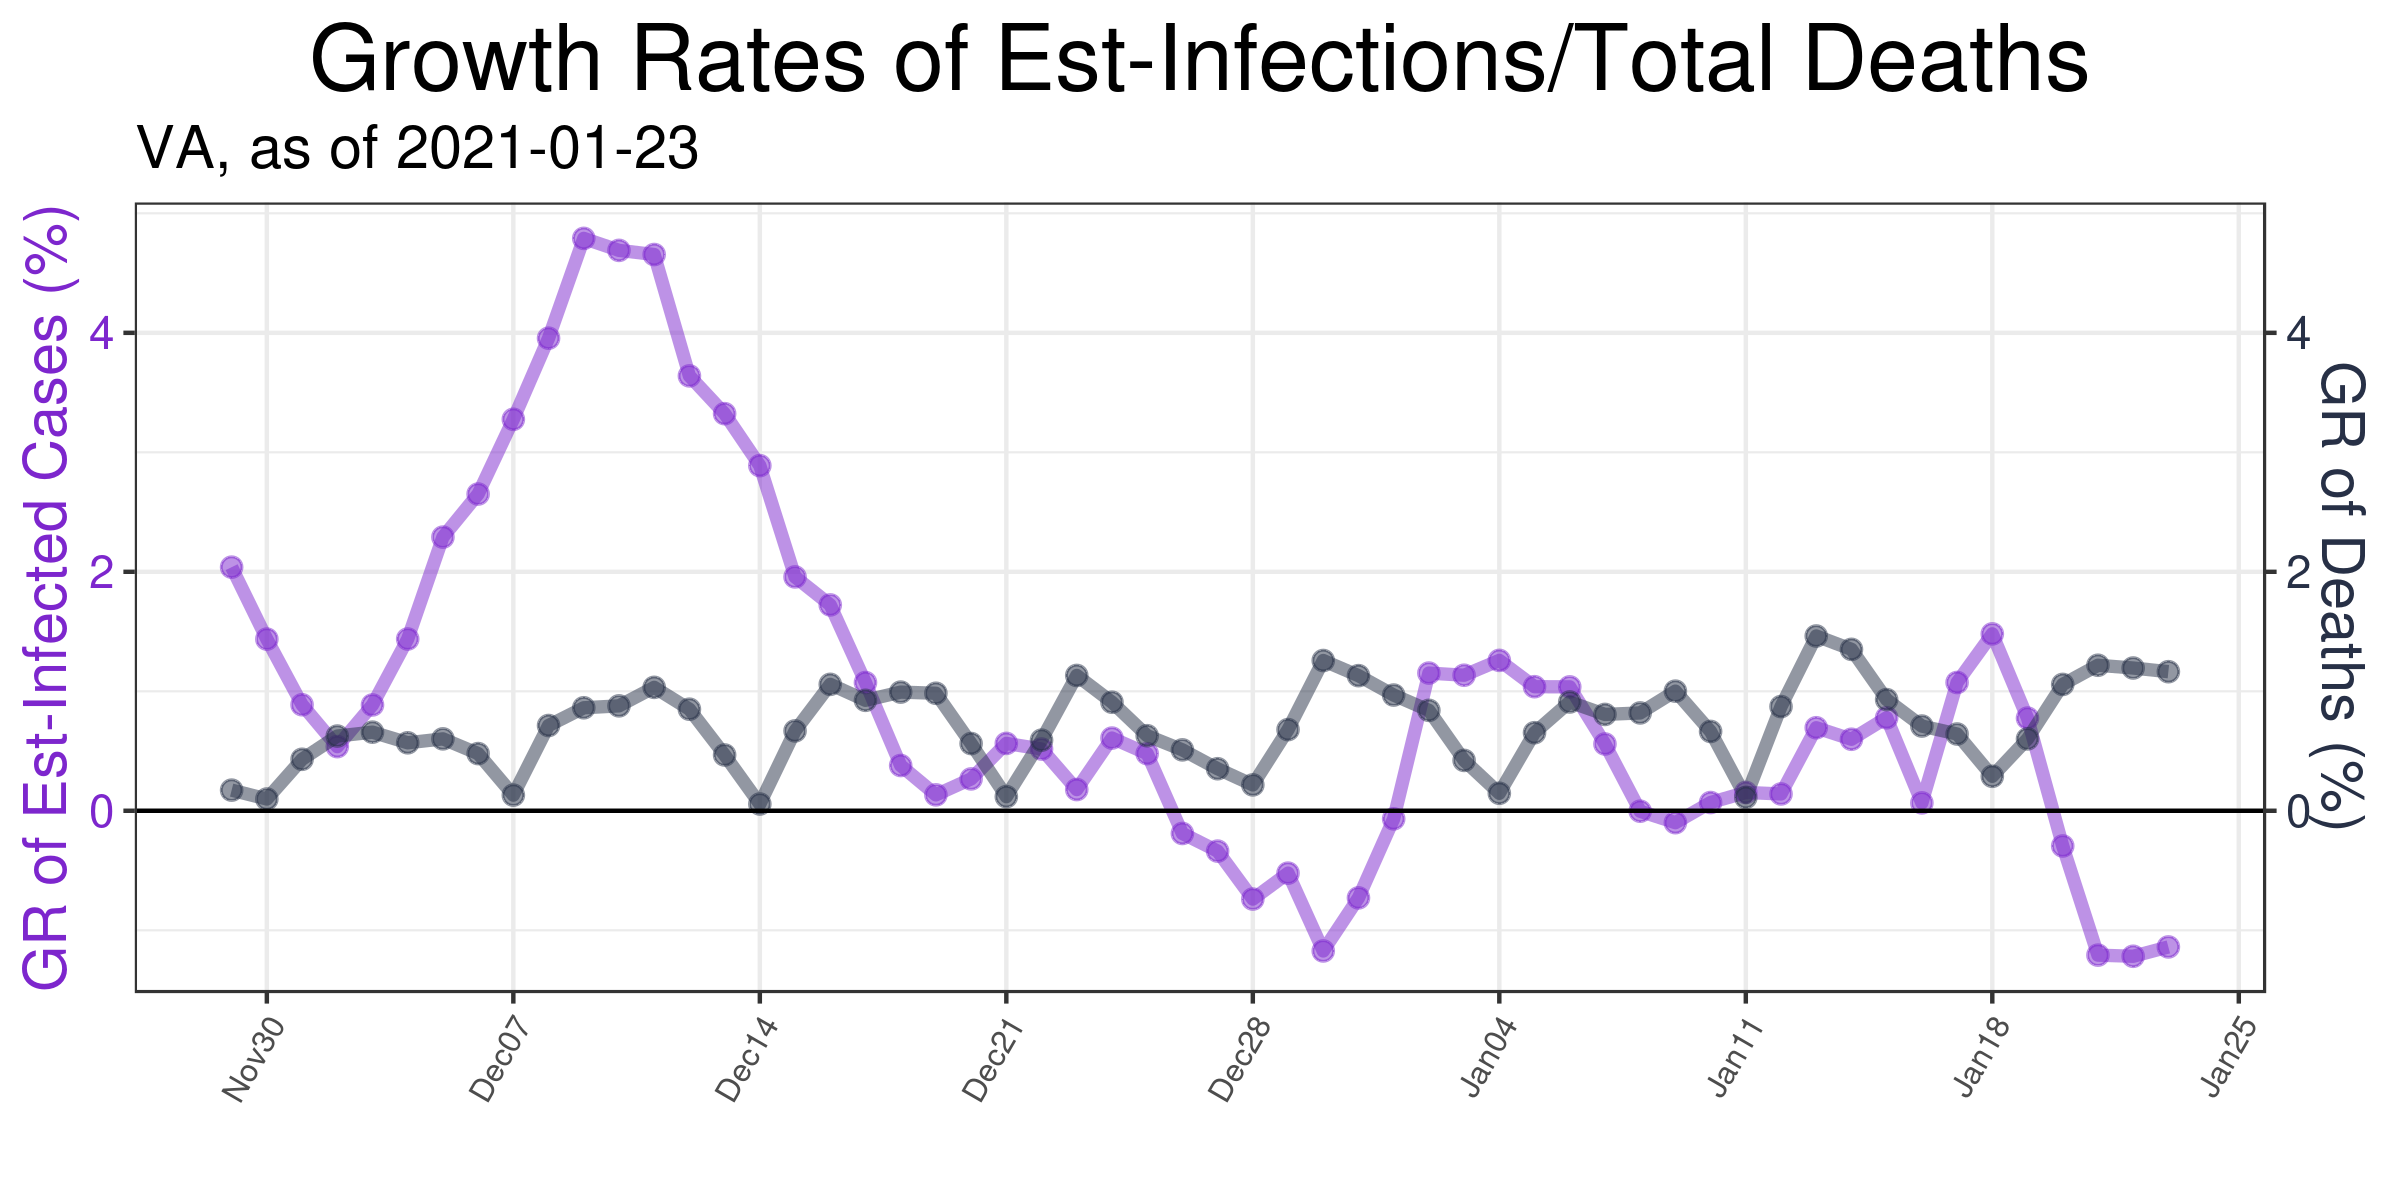 Growth Rates of Est-Infections/Total Deaths
VA, as of 2021-01-23
GR of Est-Infected Cases (%)
4
2
0
4
2
0
GR of Deaths (%)
Nov30
Dec07
Dec14
Dec21
Dec28
Jan04
Jan11
Jan18
Jan25